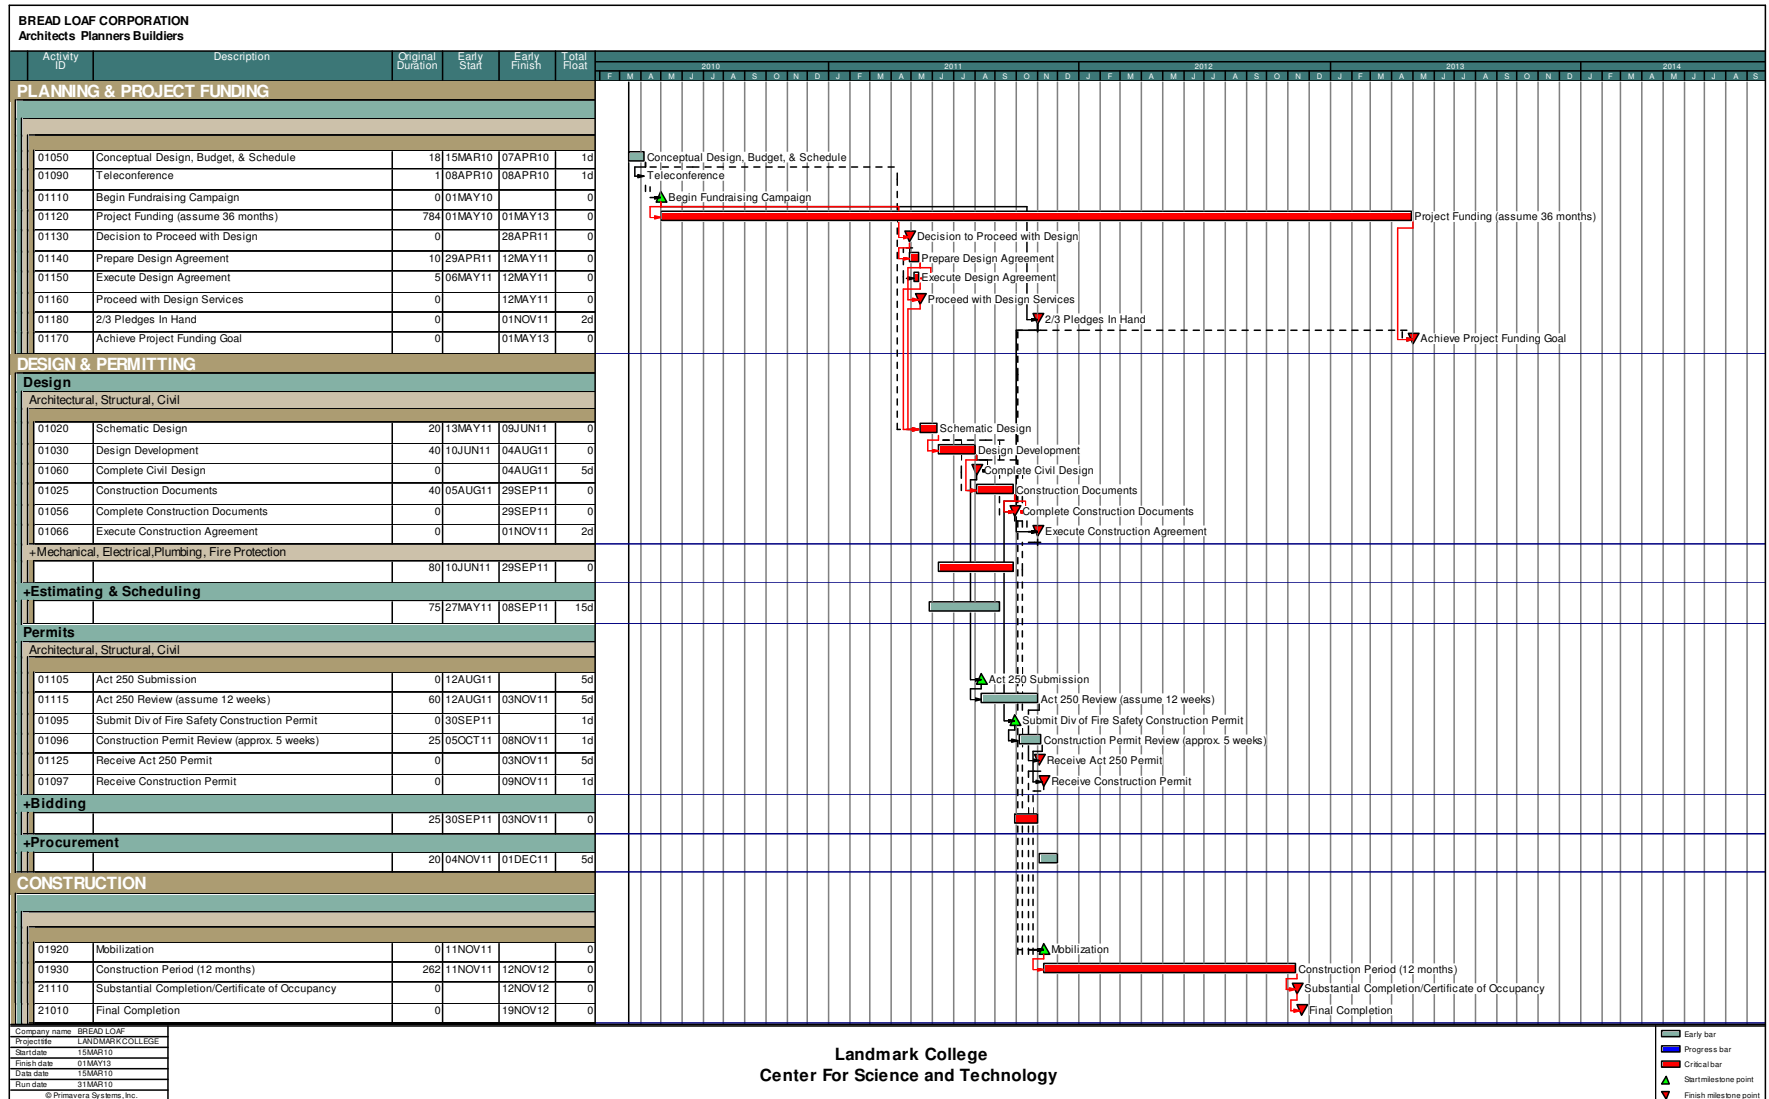 BREAD LOAF CORPORATION
Architects Planners Buildiers
Activity ID Description Original Duration Early Start Early Finish Total Float
2010 2011 2012 2013 2014
F M A M J J A S O N D J F M A M J J A S O N D J F M A M J J A S O N D J F M A M J J A S O N D J F M A M J J A S
PLANNING & PROJECT FUNDING
01050 Conceptual Design, Budget, & Schedule 18 15MAR10 07APR10 1d Conceptual Design, Budget, & Schedule
01090 Teleconference 1 08APR10 08APR10 1d Teleconference
01110 Begin Fundraising Campaign 0 01MAY10 0 Begin Fundraising Campaign
01120 Project Funding (assume 36 months) 784 01MAY10 01MAY13 0 Project Funding (assume 36 months)
01130 Decision to Proceed with Design 0 28APR11 0 Decision to Proceed with Design
01140 Prepare Design Agreement 10 29APR11 12MAY11 0 Prepare Design Agreement
01150 Execute Design Agreement 5 06MAY11 12MAY11 0 Execute Design Agreement
01160 Proceed with Design Services 0 12MAY11 0 Proceed with Design Services
01180 2/3 Pledges In Hand 0 01NOV11 2d 2/3 Pledges In Hand
01170 Achieve Project Funding Goal 0 01MAY13 0 Achieve Project Funding Goal
DESIGN & PERMITTING
Design
Architectural, Structural, Civil
01020 Schematic Design 20 13MAY11 09JUN11 0 Schematic Design
01030 Design Development 40 10JUN11 04AUG11 0 Design Development
01060 Complete Civil Design 0 04AUG11 5d Complete Civil Design
01025 Construction Documents 40 05AUG11 29SEP11 0 Construction Documents
01056 Complete Construction Documents 0 29SEP11 0 Complete Construction Documents
01066 Execute Construction Agreement 0 01NOV11 2d Execute Construction Agreement
+Mechanical, Electrical,Plumbing, Fire Protection
80 10JUN11 29SEP11 0
+Estimating & Scheduling
75 27MAY11 08SEP11 15d
Permits
Architectural, Structural, Civil
01105 Act 250 Submission 0 12AUG11 5d Act 250 Submission
01115 Act 250 Review (assume 12 weeks) 60 12AUG11 03NOV11 5d Act 250 Review (assume 12 weeks)
01095 Submit Div of Fire Safety Construction Permit 0 30SEP11 1d Submit Div of Fire Safety Construction Permit
01096 Construction Permit Review (approx. 5 weeks) 25 05OCT11 08NOV11 1d Construction Permit Review (approx. 5 weeks)
01125 Receive Act 250 Permit 0 03NOV11 5d Receive Act 250 Permit
01097 Receive Construction Permit 0 09NOV11 1d Receive Construction Permit
+Bidding
25 30SEP11 03NOV11 0
+Procurement
20 04NOV11 01DEC11 5d
CONSTRUCTION
01920 Mobilization 0 11NOV11 0 Mobilization
01930 Construction Period (12 months) 262 11NOV11 12NOV12 0 Construction Period (12 months)
21110 Substantial Completion/Certificate of Occupancy 0 12NOV12 0 Substantial Completion/Certificate of Occupancy
21010 Final Completion 0 19NOV12 0 Final Completion
Company name BREAD LOAF
Project title LANDMARK COLLEGE
Start date 15MAR10
Finish date 01MAY13
Data date 15MAR10
Run date 31MAR10
© Primavera Systems, Inc.
Landmark College
Center For Science and Technology
Early bar
Progress bar
Critical bar
Start milestone point
Finish milestone point